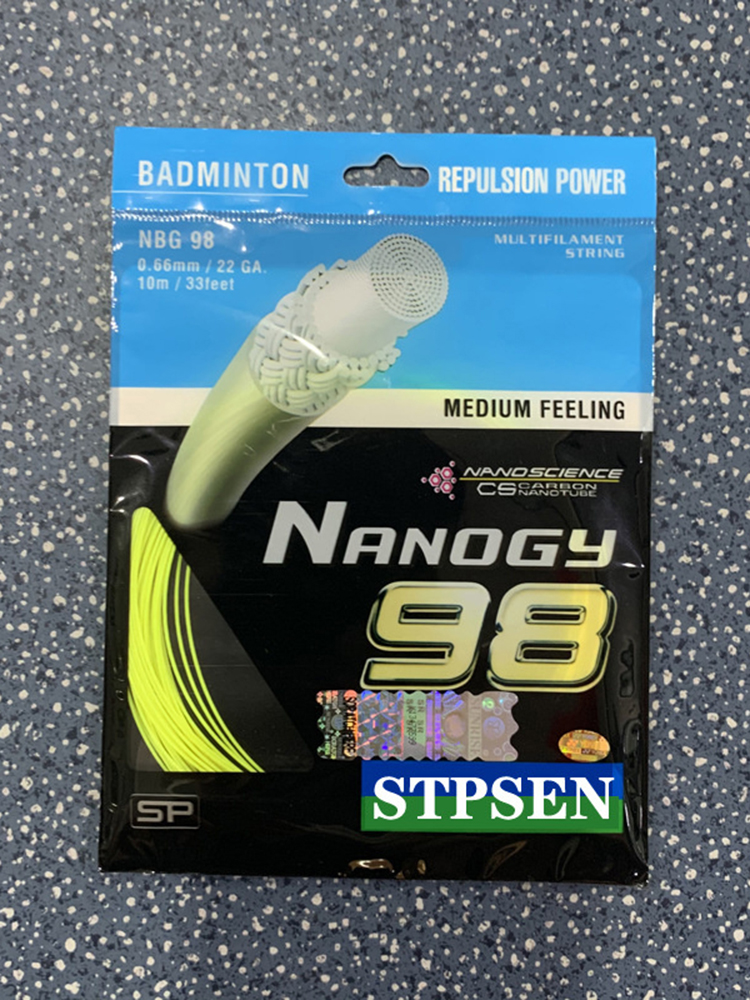 BADMINTON
REPULSION POWER
NBG 98
0.66mm / 22 GA.
10m / 33feet
MULTIFILAMENT
STRING
MEDIUM FEELING
NANOSCIENCE
CS CARBON
NANOTUBE
NANOGY
98
SP
STPSEN